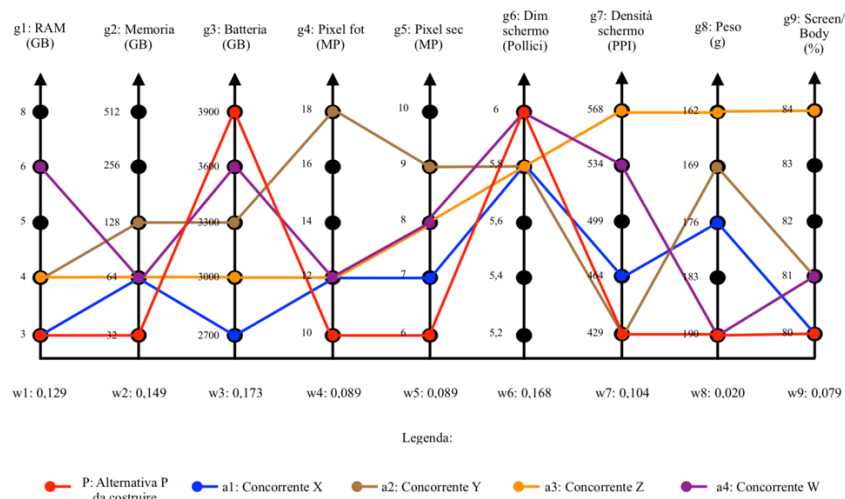 g1: RAM
(GB)
g2: Memoria
(GB)
g3: Batteria
(GB)
g4: Pixel fot
(MP)
g5: Pixel sec
(MP)
g6: Dim
schermo
(Pollici)
g7: Densità
schermo
(PPI)
g8: Peso
(g)
g9: Screen/
Body
(%)
8 512 3900 18 10 6 568 162 84
6 256 3600 16 9 5,8 534 169 83
5 128 3300 14 8 5,6 499 176 82
4 64 3000 12 7 5,4 464 183 81
3 32 2700 10 6 5,2 429 190 80
w1: 0,129 w2: 0,149 w3: 0,173 w4: 0,089 w5: 0,089 w6: 0,168 w7: 0,104 w8: 0,020 w9: 0,079
Legenda:
P: Alternativa P
da costruire
a1: Concorrente X
a2: Concorrente Y
a3: Concorrente Z
a4: Concorrente W